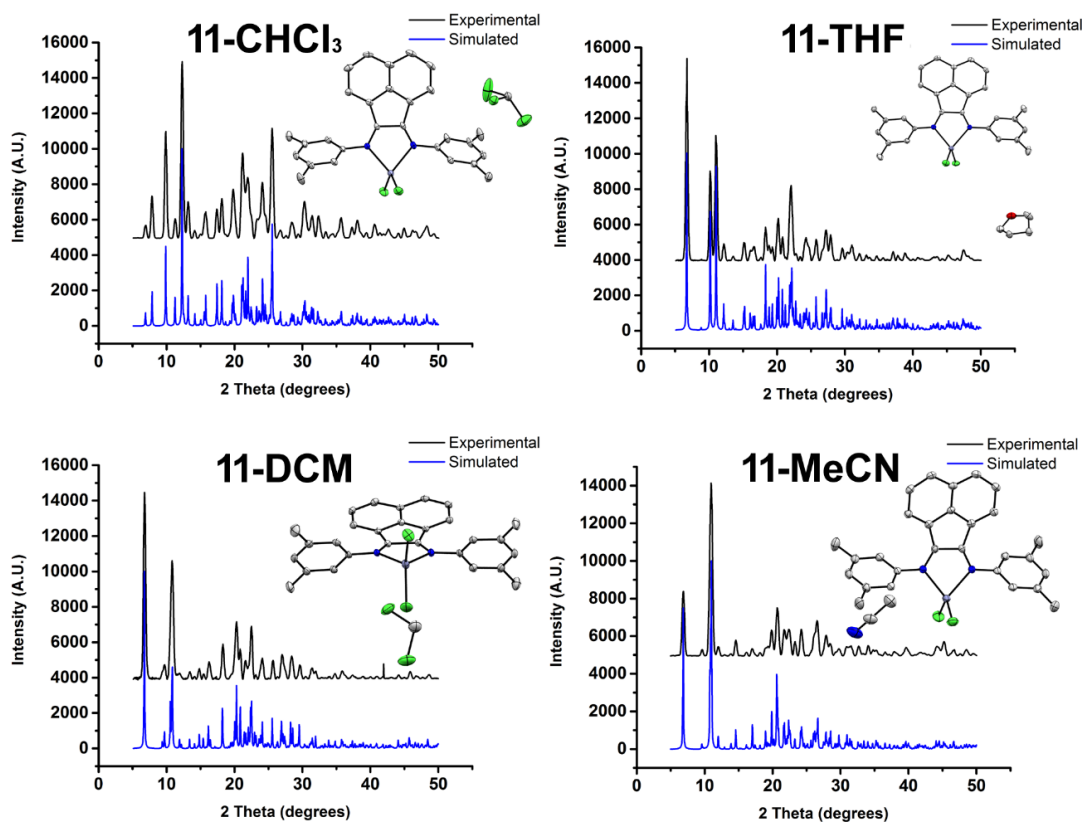 11-CHCl₃
Experimental
Simulated
16000
14000
12000
10000
8000
6000
4000
2000
0
Intensity (A.U.)
0 10 20 30 40 50
2 Theta (degrees)
11-THF
Experimental
Simulated
16000
14000
12000
10000
8000
6000
4000
2000
0
Intensity (A.U.)
0 10 20 30 40 50
2 Theta (degrees)
11-DCM
Experimental
Simulated
16000
14000
12000
10000
8000
6000
4000
2000
0
Intensity (A.U.)
0 10 20 30 40 50
2 Theta (degrees)
11-MeCN
Experimental
Simulated
16000
14000
12000
10000
8000
6000
4000
2000
0
Intensity (A.U.)
0 10 20 30 40 50
2 Theta (degrees)